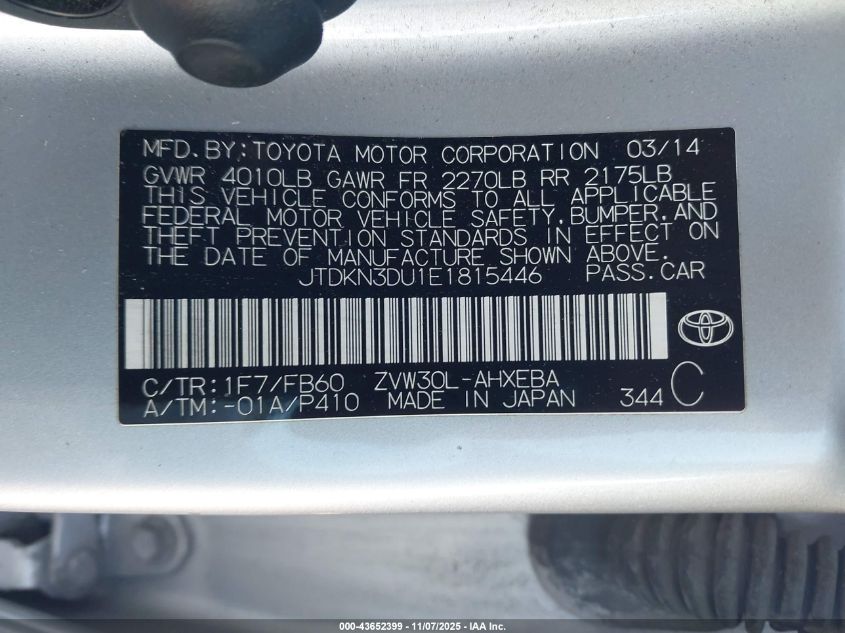 MFD.BY:TOYOTA MOTOR CORPORATION 03/14
GVWR 4010LB GAWR FR 2270LB RR 2175LB
THIS VEHICLE CONFORMS TO ALL APPLICABLE
FEDERAL MOTOR VEHICLE SAFETY,BUMPER,AND
THEFT PREVENTION STANDARDS IN EFFECT ON
THE DATE OF MANUFACTURE SHOWN ABOVE.
JTDKN3DU1E1815446 PASS.CAR
C/TR:1F7/FB60 ZVW30L-AHXEBA
A/TM:-01A/P410 MADE IN JAPAN 344 C
000-43652399 - 11/07/2025 - IAA Inc.